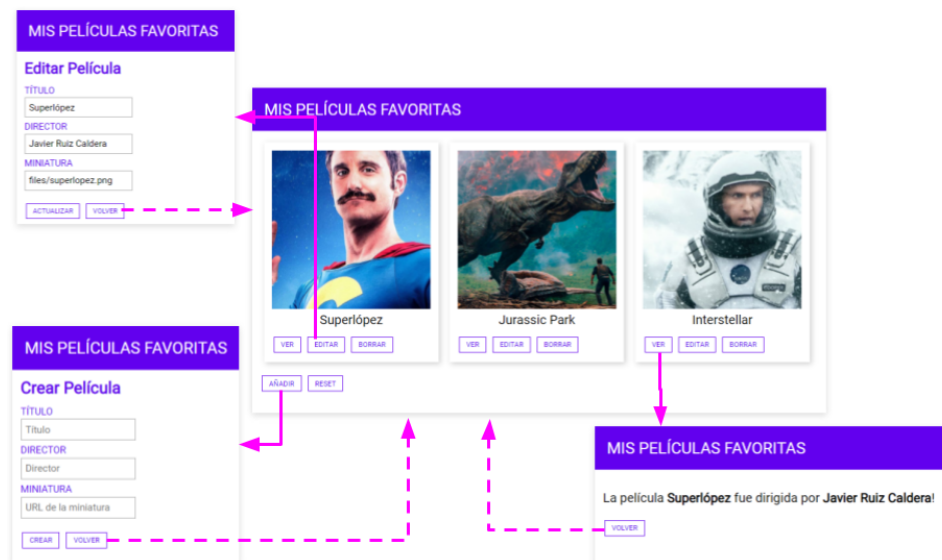 MIS PELÍCULAS FAVORITAS
Editar Película
TÍTULO
Superlópez
DIRECTOR
Javier Ruiz Caldera
MINIATURA
files/superlopez.png
ACTUALIZAR VOLVER
MIS PELÍCULAS FAVORITAS
Superlópez Jurassic Park Interstellar
VER EDITAR BORRAR VER EDITAR BORRAR VER EDITAR BORRAR
AÑADIR RESET
MIS PELÍCULAS FAVORITAS
Crear Película
TÍTULO
Título
DIRECTOR
Director
MINIATURA
URL de la miniatura
CREAR VOLVER
MIS PELÍCULAS FAVORITAS
La película Superlópez fue dirigida por Javier Ruiz Caldera!
VOLVER